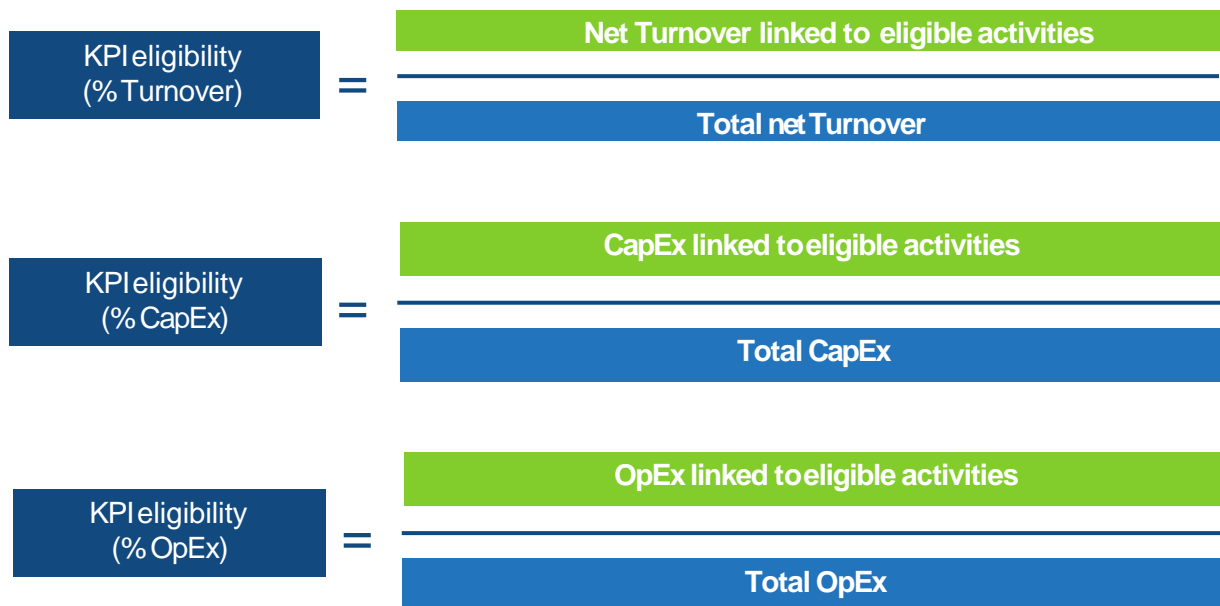 Net Turnover linked to eligible activities
KPI eligibility
(% Turnover)
=
Total net Turnover
CapEx linked to eligible activities
KPI eligibility
(% CapEx)
=
Total CapEx
OpEx linked to eligible activities
KPI eligibility
(% OpEx)
=
Total OpEx